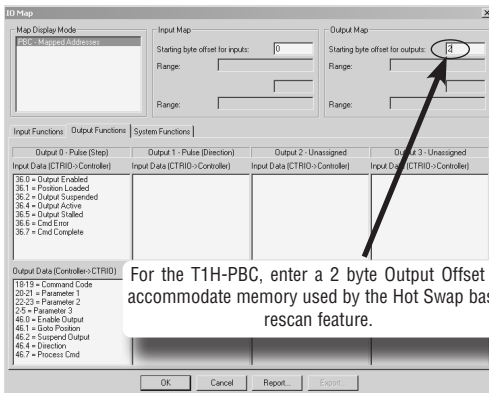 IO Map
Map Display Mode
PBC - Mapped Addresses
Input Map
Starting byte offset for inputs: 0
Range:
Range:
Output Map
Starting byte offset for outputs: 2
Range:
Range:
Input Functions Output Functions System Functions
Output 0 - Pulse (Step) Output 1 - Pulse (Direction) Output 2 - Unassigned Output 3 - Unassigned
Input Data (CTRIO->Controller) Input Data (CTRIO->Controller) Input Data (CTRIO->Controller) Input Data (CTRIO->Controller)
36.0 = Output Enabled
36.1 = Position Loaded
36.2 = Output Suspended
36.4 = Output Active
36.5 = Output Stalled
36.6 = Cmd Error
36.7 = Cmd Complete
Output Data (Controller->CTRIO)
18-19 = Command Code
20-21 = Parameter 1
22-23 = Parameter 2
2-5 = Parameter 3
46.0 = Enable Output
46.1 = Goto Position
46.2 = Suspend Output
46.4 = Direction
46.7 = Process Cmd
For the T1H-PBC, enter a 2 byte Output Offset
accommodate memory used by the Hot Swap bas
rescan feature.
OK Cancel Report... Export...